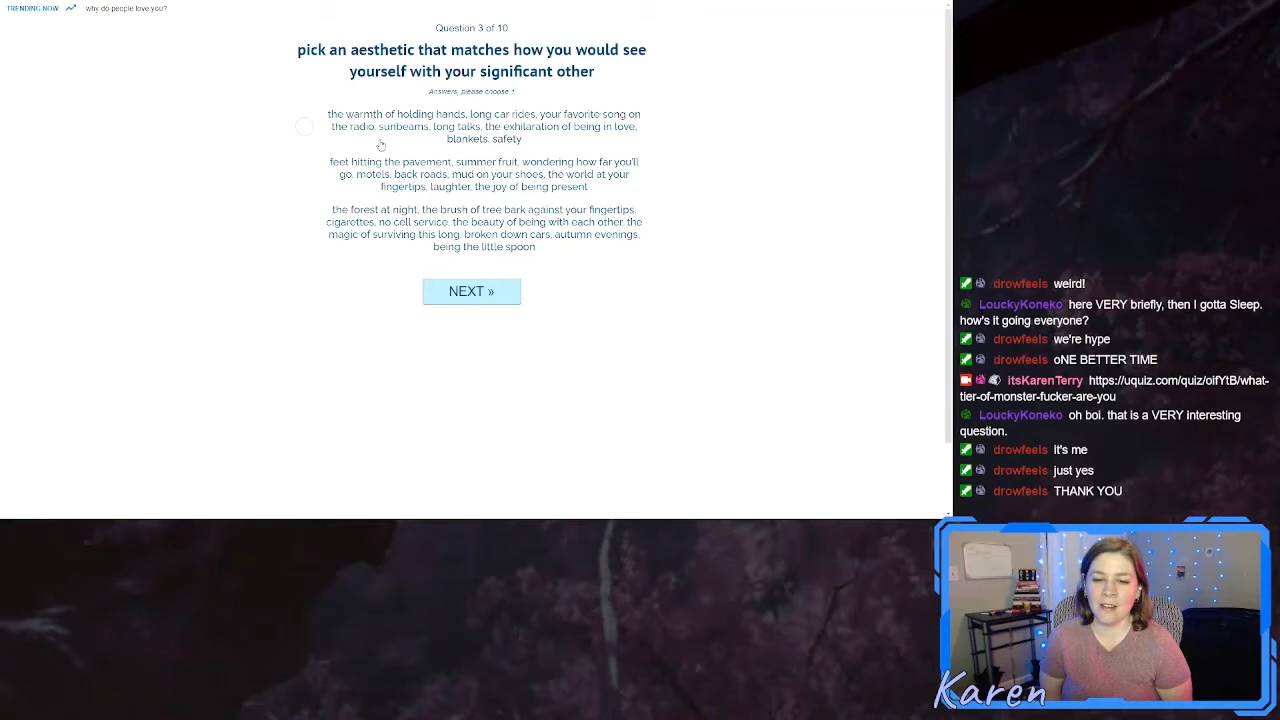 TRENDING NOW why do people love you?
Question 3 of 10
pick an aesthetic that matches how you would see
yourself with your significant other
Answers, please choose 1
the warmth of holding hands, long car rides, your favorite song on
the radio, sunbeams, long talks, the exhilaration of being in love,
blankets, safety
feet hitting the pavement, summer fruit, wondering how far you'll
go, motels, back roads, mud on your shoes, the world at your
fingertips, laughter, the joy of being present
the forest at night, the brush of tree bark against your fingertips,
cigarettes, no cell service, the beauty of being with each other, the
magic of surviving this long, broken down cars, autumn evenings,
being the little spoon
NEXT »
drowfeels weird!
LouckyKoneko here VERY briefly, then I gotta Sleep.
how's it going everyone?
drowfeels we're hype
drowfeels oNE BETTER TIME
itsKarenTerry https://uquiz.com/quiz/oifYtB/what-
tier-of-monster-fucker-are-you
LouckyKoneko oh boi. that is a VERY interesting
question.
drowfeels it's me
drowfeels just yes
drowfeels THANK YOU
Karen